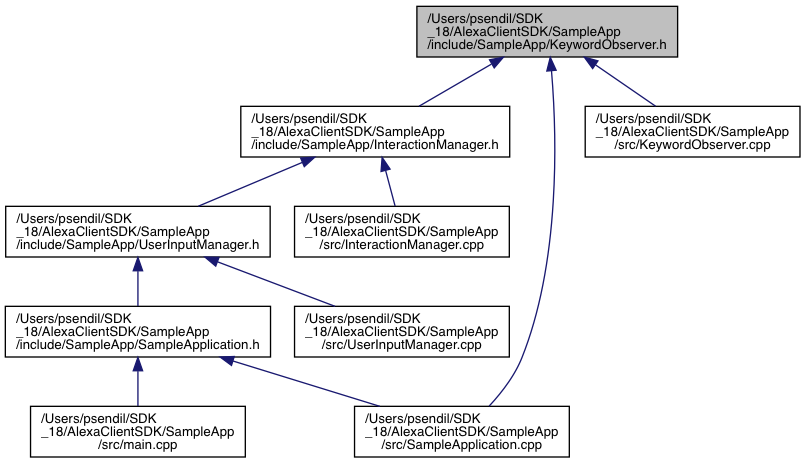 /Users/psendil/SDK
_18/AlexaClientSDK/SampleApp
/include/SampleApp/KeywordObserver.h
/Users/psendil/SDK
_18/AlexaClientSDK/SampleApp
/include/SampleApp/InteractionManager.h
/Users/psendil/SDK
_18/AlexaClientSDK/SampleApp
/src/KeywordObserver.cpp
/Users/psendil/SDK
_18/AlexaClientSDK/SampleApp
/include/SampleApp/UserInputManager.h
/Users/psendil/SDK
_18/AlexaClientSDK/SampleApp
/src/InteractionManager.cpp
/Users/psendil/SDK
_18/AlexaClientSDK/SampleApp
/include/SampleApp/SampleApplication.h
/Users/psendil/SDK
_18/AlexaClientSDK/SampleApp
/src/UserInputManager.cpp
/Users/psendil/SDK
_18/AlexaClientSDK/SampleApp
/src/main.cpp
/Users/psendil/SDK
_18/AlexaClientSDK/SampleApp
/src/SampleApplication.cpp